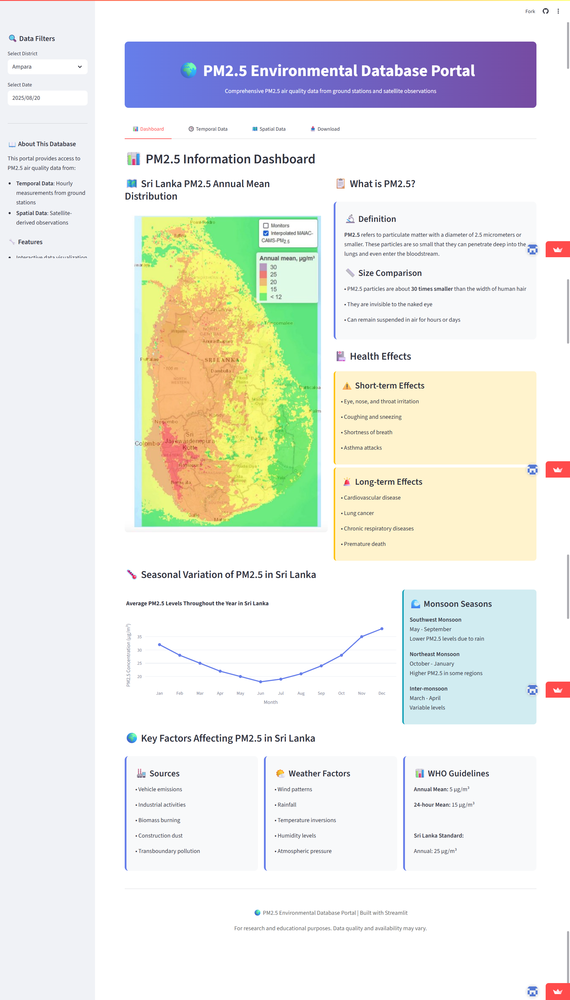 Fork
Data Filters
Select District
Ampara
Select Date
2025/08/20
About This Database
This portal provides access to
PM2.5 air quality data from:
• Temporal Data: Hourly
measurements from ground
stations
• Spatial Data: Satellite-
derived observations
Features
• Interactive data visualization
PM2.5 Environmental Database Portal
Comprehensive PM2.5 air quality data from ground stations and satellite observations
Dashboard
Temporal Data
Spatial Data
Download
PM2.5 Information Dashboard
Sri Lanka PM2.5 Annual Mean
Distribution
Point Pedro
Jaffna
Monitors
Interpolated MAIAC-
CAMS-PM2.5
Annual mean, µg/m³
30
25
20
15
< 12
swaram
NORTHERN
Vavuniya
Trincomalee
Wilpattu
NORTH
CENTRAL
Anuradhapura
Puttalam
SRI LANKA
106 m
Dambulla
NORTH
WESTERN
Flood
Plains
Batticaloa
Maduru
Oya
Kandy
Kalm
Negombo
Sri
Jayewardenepura
Kotte
Colombo
Badulla
WESTERN
Ratnapura
Kuda Oya
SABARAGAMUWA
Uda
Walawe
Yala
Beruwala
SOUTHERN
Galle
Matara
What is PM2.5?
Definition
PM2.5 refers to particulate matter with a diameter of 2.5 micrometers or
smaller. These particles are so small that they can penetrate deep into the
lungs and even enter the bloodstream.
Size Comparison
• PM2.5 particles are about 30 times smaller than the width of human hair
• They are invisible to the naked eye
• Can remain suspended in air for hours or days
Health Effects
Short-term Effects
• Eye, nose, and throat irritation
• Coughing and sneezing
• Shortness of breath
• Asthma attacks
Long-term Effects
• Cardiovascular disease
• Lung cancer
• Chronic respiratory diseases
• Premature death
Seasonal Variation of PM2.5 in Sri Lanka
Average PM2.5 Levels Throughout the Year in Sri Lanka
PM2.5 Concentration (µg/m³)
35
30
25
20
Jan Feb Mar Apr May Jun Jul Aug Sep Oct Nov Dec
Month
Monsoon Seasons
Southwest Monsoon
May - September
Lower PM2.5 levels due to rain
Northeast Monsoon
October - January
Higher PM2.5 in some regions
Inter-monsoon
March - April
Variable levels
Key Factors Affecting PM2.5 in Sri Lanka
Sources
• Vehicle emissions
• Industrial activities
• Biomass burning
• Construction dust
• Transboundary pollution
Weather Factors
• Wind patterns
• Rainfall
• Temperature inversions
• Humidity levels
• Atmospheric pressure
WHO Guidelines
Annual Mean: 5 µg/m³
24-hour Mean: 15 µg/m³
Sri Lanka Standard:
Annual: 25 µg/m³
PM2.5 Environmental Database Portal | Built with Streamlit
For research and educational purposes. Data quality and availability may vary.